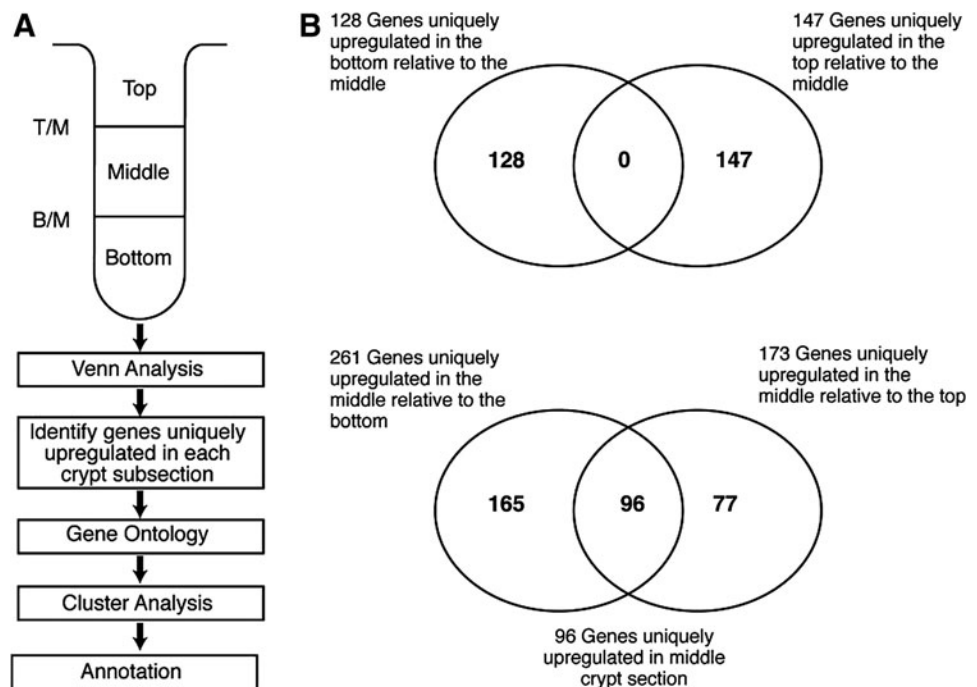 A
Top
T/M
Middle
B/M
Bottom
Venn Analysis
Identify genes uniquely
upregulated in each
crypt subsection
Gene Ontology
Cluster Analysis
Annotation
B
128 Genes uniquely
upregulated in the
bottom relative to the
middle
147 Genes uniquely
upregulated in the
top relative to the
middle
128
0
147
261 Genes uniquely
upregulated in the
middle relative to the
bottom
173 Genes uniquely
upregulated in the
middle relative to the top
165
96
77
96 Genes uniquely
upregulated in middle
crypt section